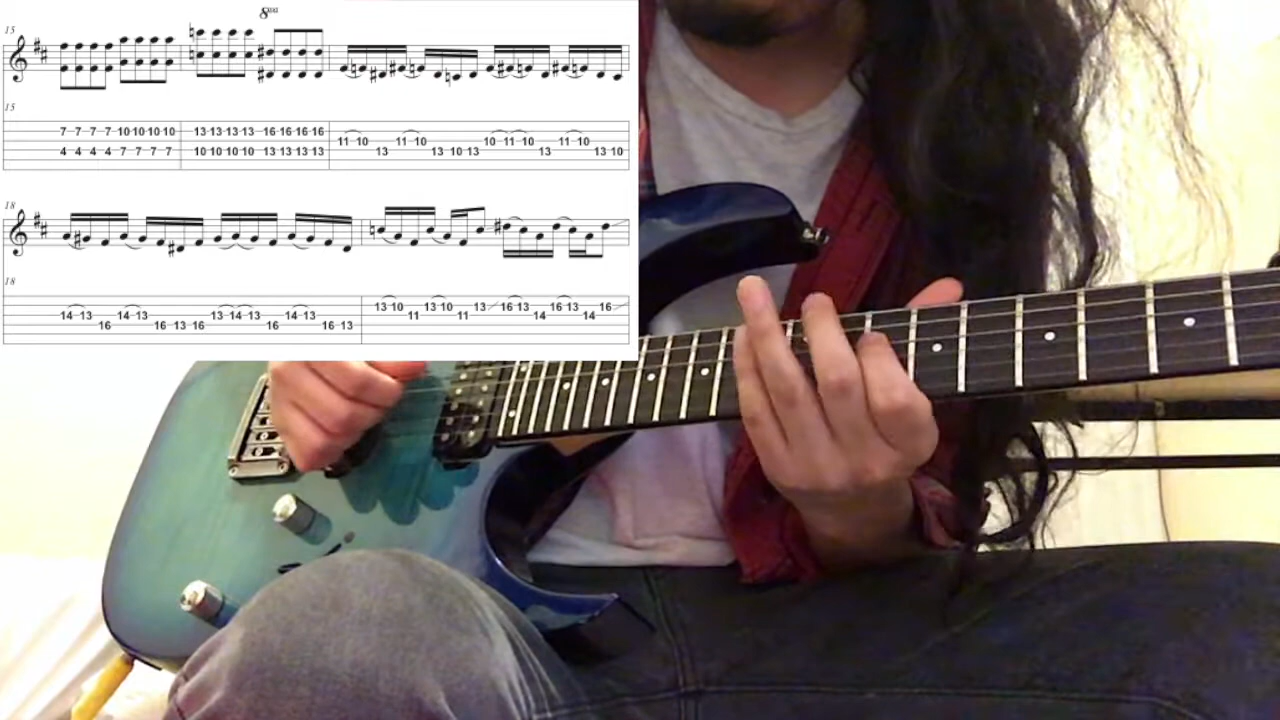 8va
15
15
7 7 7 7 10 10 10 10 13 13 13 13 16 16 16 16
11 10 11 10 10 11 10 11 10
4 4 4 4 7 7 7 7 10 10 10 10 13 13 13 13 13 13 10 13 13 13 10
18
18
13 10 13 10 13 16 13 16 13 16
14 13 14 13 13 14 13 14 13 11 11 14 14
16 16 13 16 16 16 13